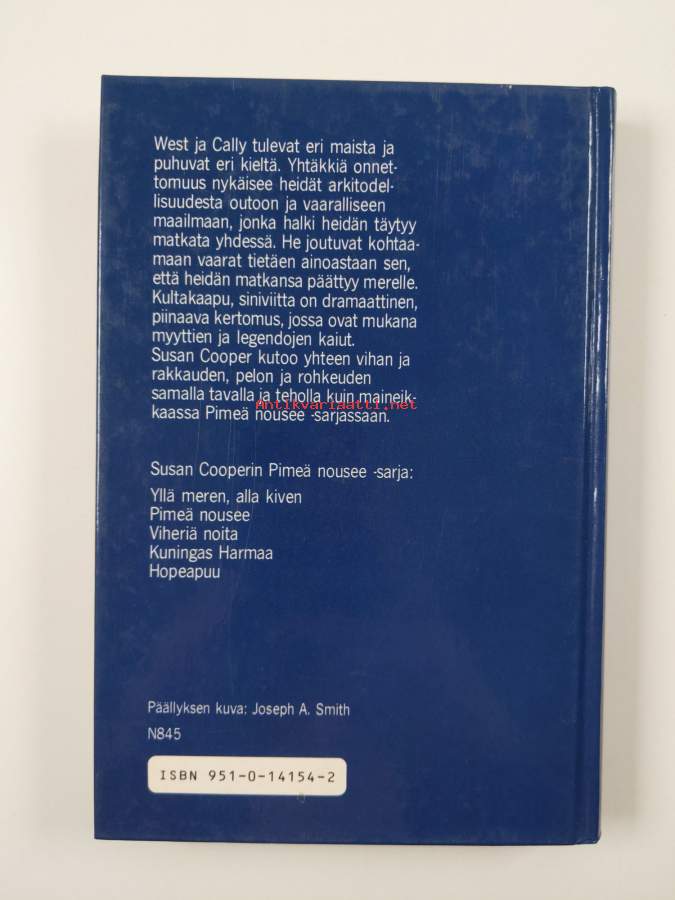 West ja Cally tulevat eri maista ja
puhuvat eri kieltä. Yhtäkkiä onnet-
tomuus nykäisee heidät arkitodel-
lisuudesta outoon ja vaaralliseen
maailmaan, jonka halki heidän täytyy
matkata yhdessä. He joutuvat kohtaa-
maan vaarat tietäen ainoastaan sen,
että heidän matkansa päättyy merelle.
Kultakaapu, siniviitta on dramaattinen,
piinaava kertomus, jossa ovat mukana
myyttien ja legendojen kaiut.
Susan Cooper kutoo yhteen vihan ja
rakkauden, pelon ja rohkeuden
samalla tavalla ja teholla kuin maineik-
Antikvariaatti.net
kaassa Pimeä nousee -sarjassaan.
Susan Cooperin Pimeä nousee -sarja:
Yllä meren, alla kiven
Pimeä nousee
Viheriä noita
Kuningas Harmaa
Hopeapuu
Päällyksen kuva: Joseph A. Smith
N845
ISBN 951-0-14154-2